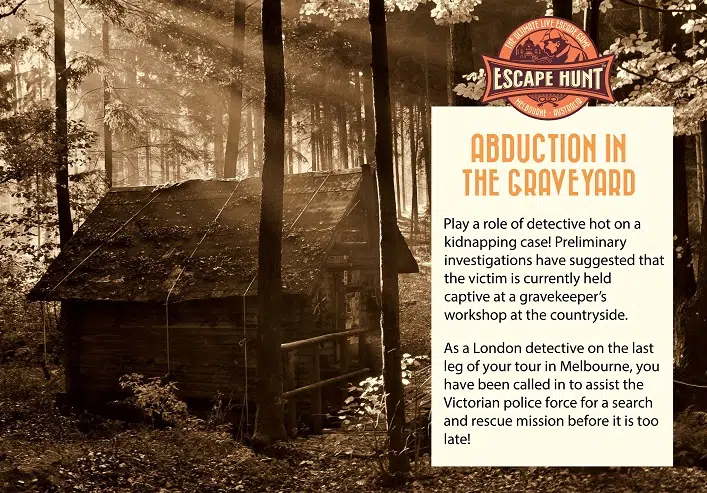 THE ULTIMATE LIVE ESCAPE GAME
ESCAPE HUNT
MELBOURNE - AUSTRALIA
ABDUCTION IN
THE GRAVEYARD
Play a role of detective hot on a
kidnapping case! Preliminary
investigations have suggested that
the victim is currently held
captive at a gravekeeper's
workshop at the countryside.
As a London detective on the last
leg of your tour in Melbourne, you
have been called in to assist the
Victorian police force for a search
and rescue mission before it is too
late!